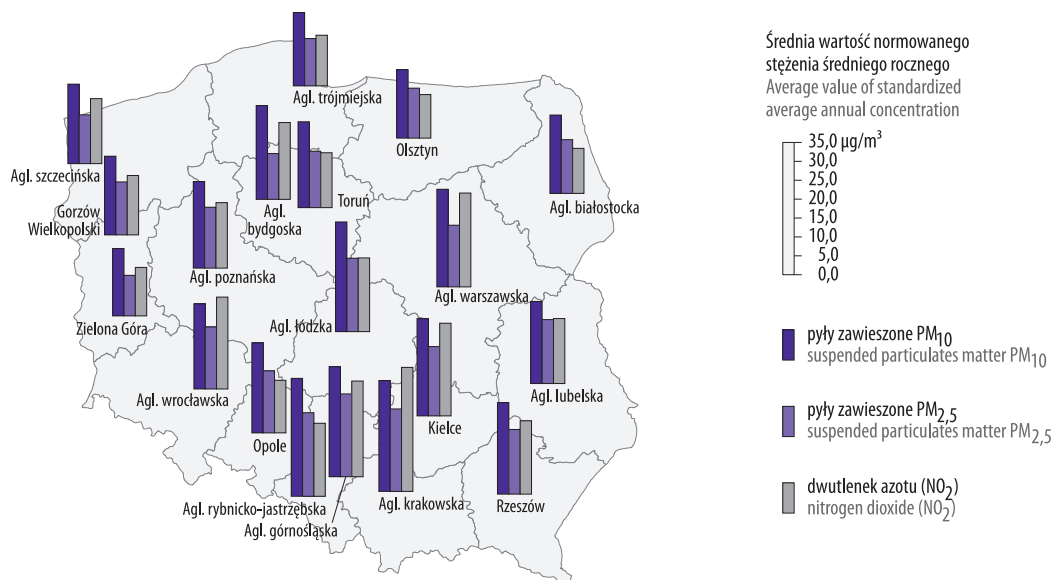 Agl. trójmiejska
Agl. szczecińska
Olsztyn
Agl. białostocka
Gorzów
Wielkopolski
Agl.
bydgoska
Toruń
Agl. poznańska
Agl. warszawska
Zielona Góra
Agl. łódzka
Agl. wrocławska
Agl. lubelska
Opole
Kielce
Agl. rybnicko–jastrzębska
Agl. górnośląska
Agl. krakowska
Rzeszów
Średnia wartość normowanego
stężenia średniego rocznego
Average value of standardized
average annual concentration
35,0 µg/m³
30,0
25,0
20,0
15,0
10,0
5,0
0,0
pyły zawieszone PM10
suspended particulates matter PM10
pyły zawieszone PM2,5
suspended particulates matter PM2,5
dwutlenek azotu (NO2)
nitrogen dioxide (NO2)